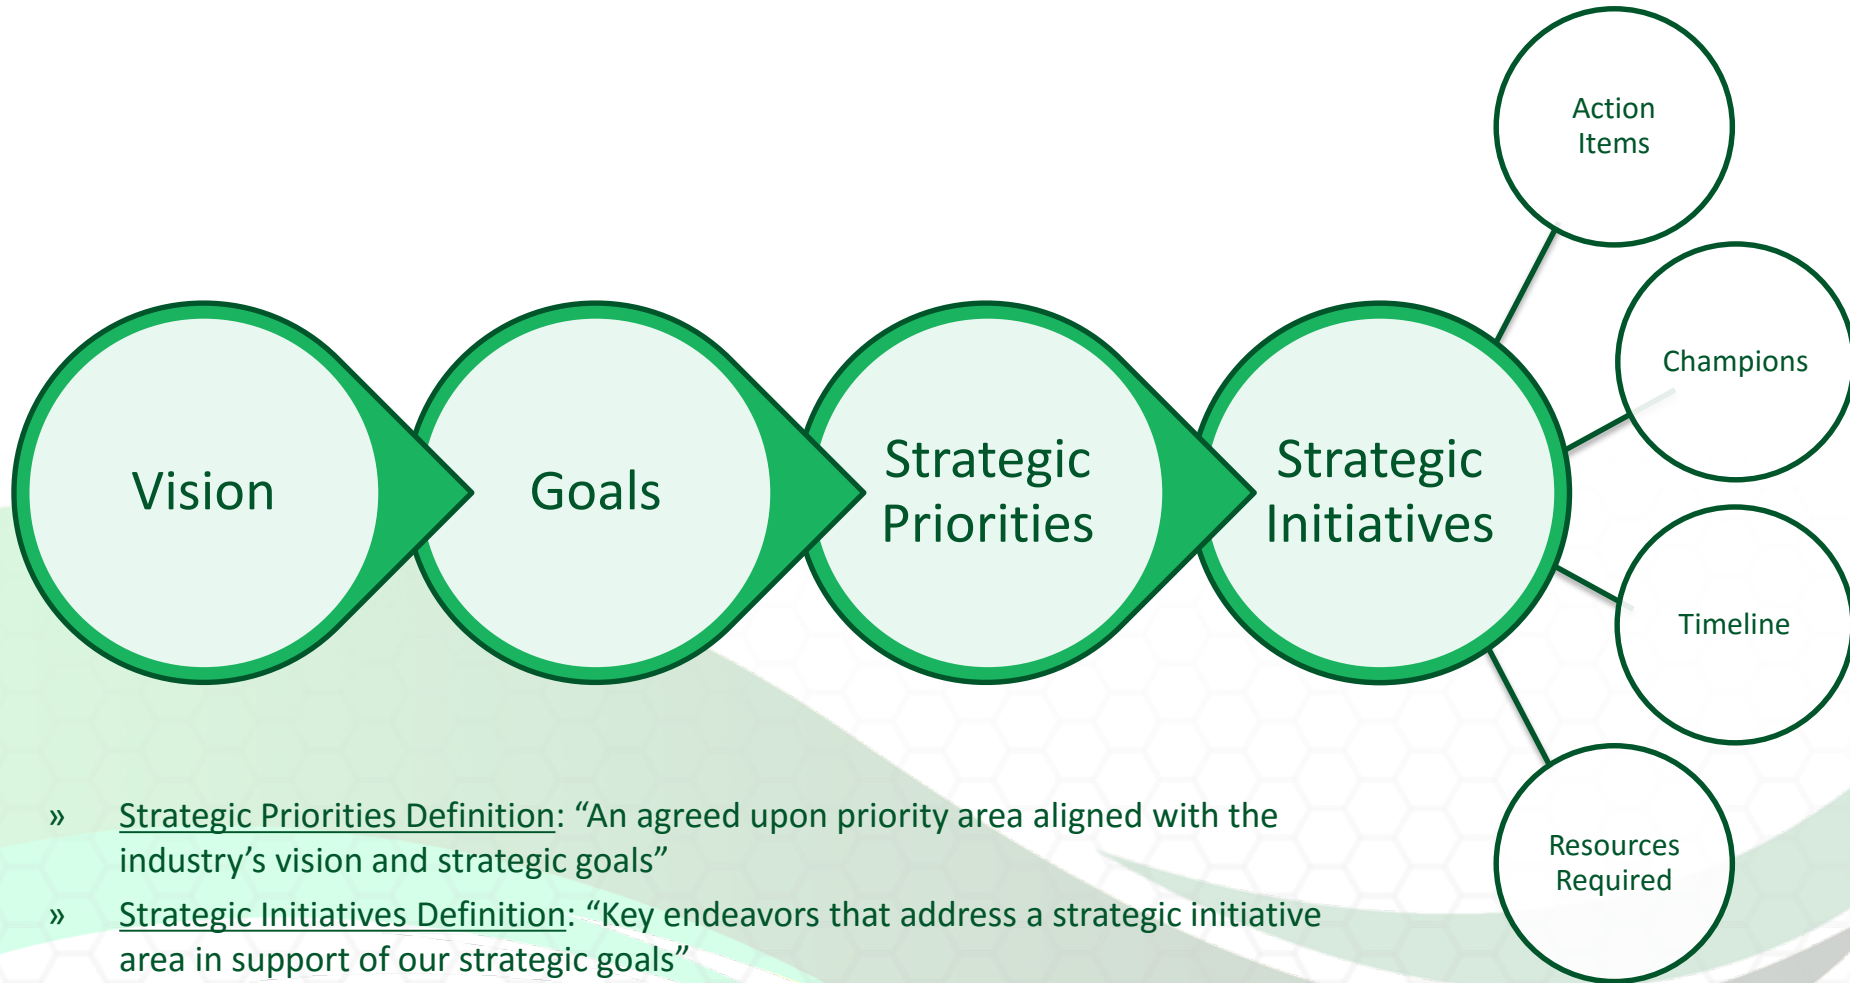 Action
Items
Champions
Vision
Goals
Strategic
Priorities
Strategic
Initiatives
Timeline
Resources
Required
» Strategic Priorities Definition: “An agreed upon priority area aligned with the
industry’s vision and strategic goals”
» Strategic Initiatives Definition: “Key endeavors that address a strategic initiative
area in support of our strategic goals”